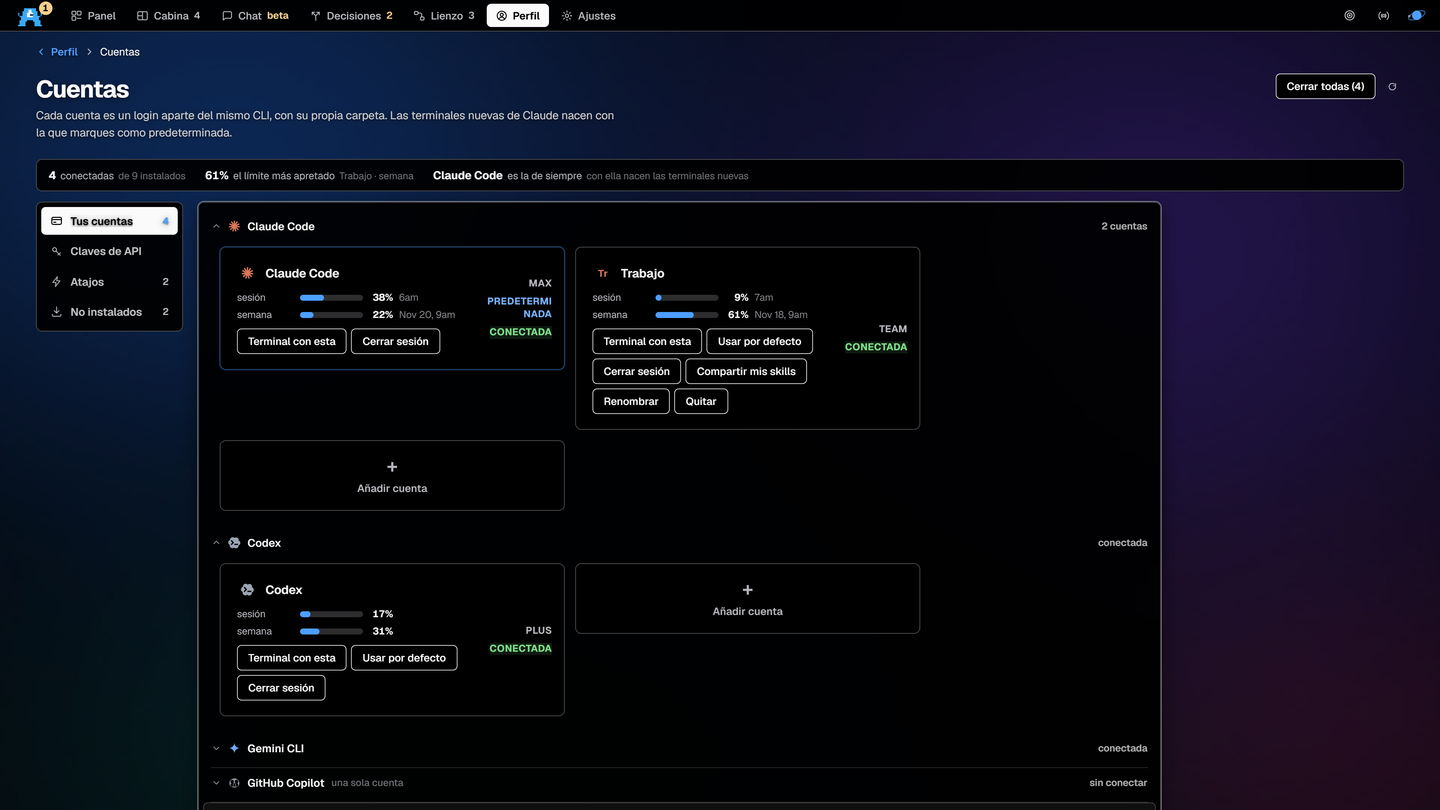 1
Panel
Cabina 4
Chat beta
Decisiones 2
Lienzo 3
Perfil
Ajustes
Perfil
Cuentas
Cuentas
Cerrar todas (4)
Cada cuenta es un login aparte del mismo CLI, con su propia carpeta. Las terminales nuevas de Claude nacen con
la que marques como predeterminada.
4 conectadas de 9 instalados
61% el límite más apretado Trabajo · semana
Claude Code es la de siempre con ella nacen las terminales nuevas
Tus cuentas 4
Claves de API
Atajos 2
No instalados 2
Claude Code
2 cuentas
Claude Code
sesión 38% 6am
semana 22% Nov 20, 9am
MAX
PREDETERMI
NADA
CONECTADA
Terminal con esta
Cerrar sesión
Tr Trabajo
sesión 9% 7am
semana 61% Nov 18, 9am
TEAM
CONECTADA
Terminal con esta
Usar por defecto
Cerrar sesión
Compartir mis skills
Renombrar
Quitar
+
Añadir cuenta
Codex
conectada
Codex
sesión 17%
semana 31%
PLUS
CONECTADA
Terminal con esta
Usar por defecto
Cerrar sesión
+
Añadir cuenta
Gemini CLI
conectada
GitHub Copilot una sola cuenta
sin conectar